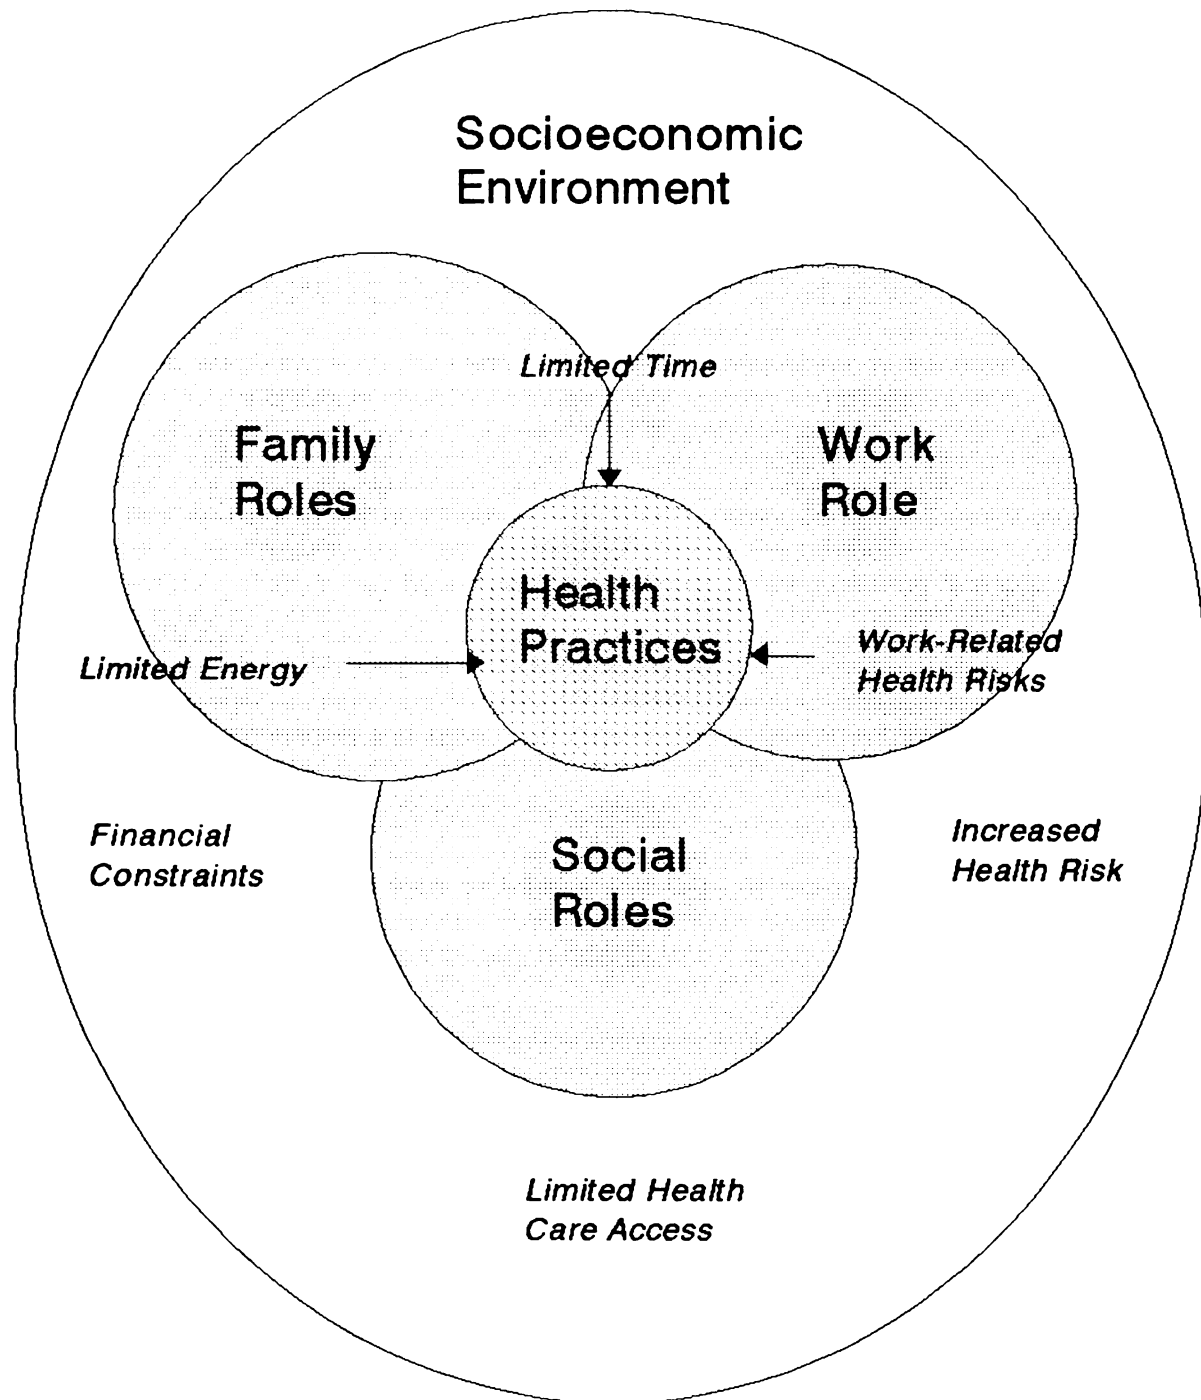 Socioeconomic
Environment
Limited Time
Family
Roles
Work
Role
Health
Practices
Limited Energy
Work-Related
Health Risks
Financial
Constraints
Social
Roles
Increased
Health Risk
Limited Health
Care Access